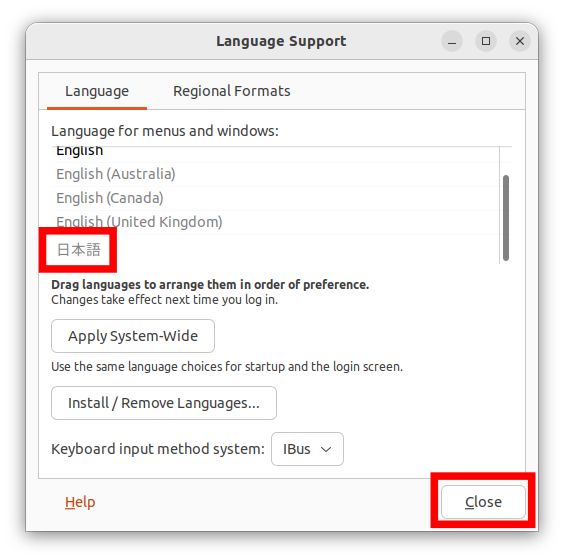 Language Support
Language Regional Formats
Language for menus and windows:
English
English (Australia)
English (Canada)
English (United Kingdom)
日本語
Drag languages to arrange them in order of preference.
Changes take effect next time you log in.
Apply System-Wide
Use the same language choices for startup and the login screen.
Install / Remove Languages...
Keyboard input method system: IBus
Help Close